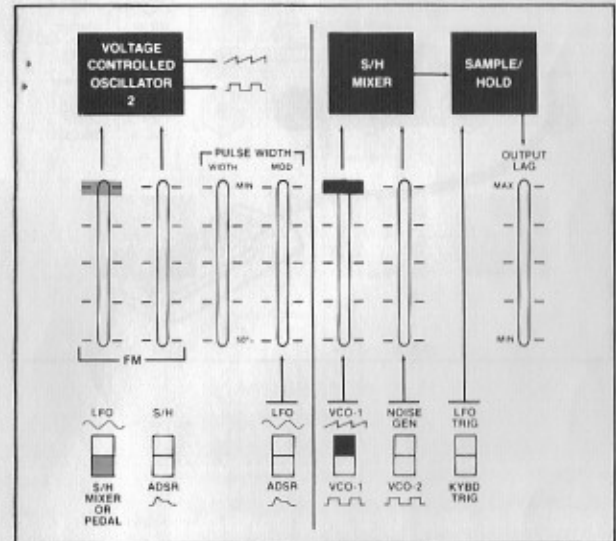 VOLTAGE
CONTROLLED
OSCILLATOR
2
S/H
MIXER
SAMPLE/
HOLD
PULSE WIDTH
WIDTH
MOD
OUTPUT
LAG
MIN
MAX
50%
MIN
FM
LFO
S/H
LFO
VCO-1
NOISE
GEN
LFO
TRIG
S/H
MIXER
OR
PEDAL
ADSR
ADSR
VCO-1
VCO-2
KYBD
TRIG